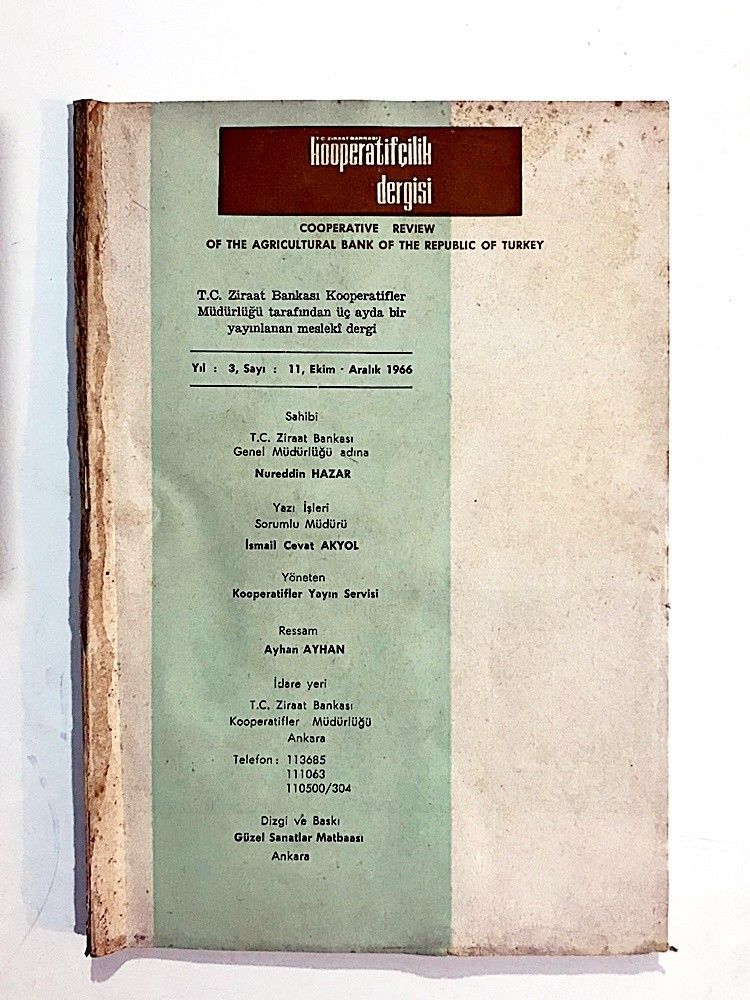 T.C. ZİRAAT BANKASI
kooperatifçilik
dergisi
COOPERATIVE REVIEW
OF THE AGRICULTURAL BANK OF THE REPUBLIC OF TURKEY
T.C. Ziraat Bankası Kooperatifler
Müdürlüğü tarafından üç ayda bir
yayınlanan meslekî dergi
Yıl : 3, Sayı : 11, Ekim - Aralık 1966
Sahibi
T.C. Ziraat Bankası
Genel Müdürlüğü adına
Nureddin HAZAR
Yazı İşleri
Sorumlu Müdürü
İsmail Cevat AKYOL
Yöneten
Kooperatifler Yayın Servisi
Ressam
Ayhan AYHAN
İdare yeri
T.C. Ziraat Bankası
Kooperatifler Müdürlüğü
Ankara
Telefon : 113685
111063
110500/304
Dizgi ve Baskı
Güzel Sanatlar Matbaası
Ankara